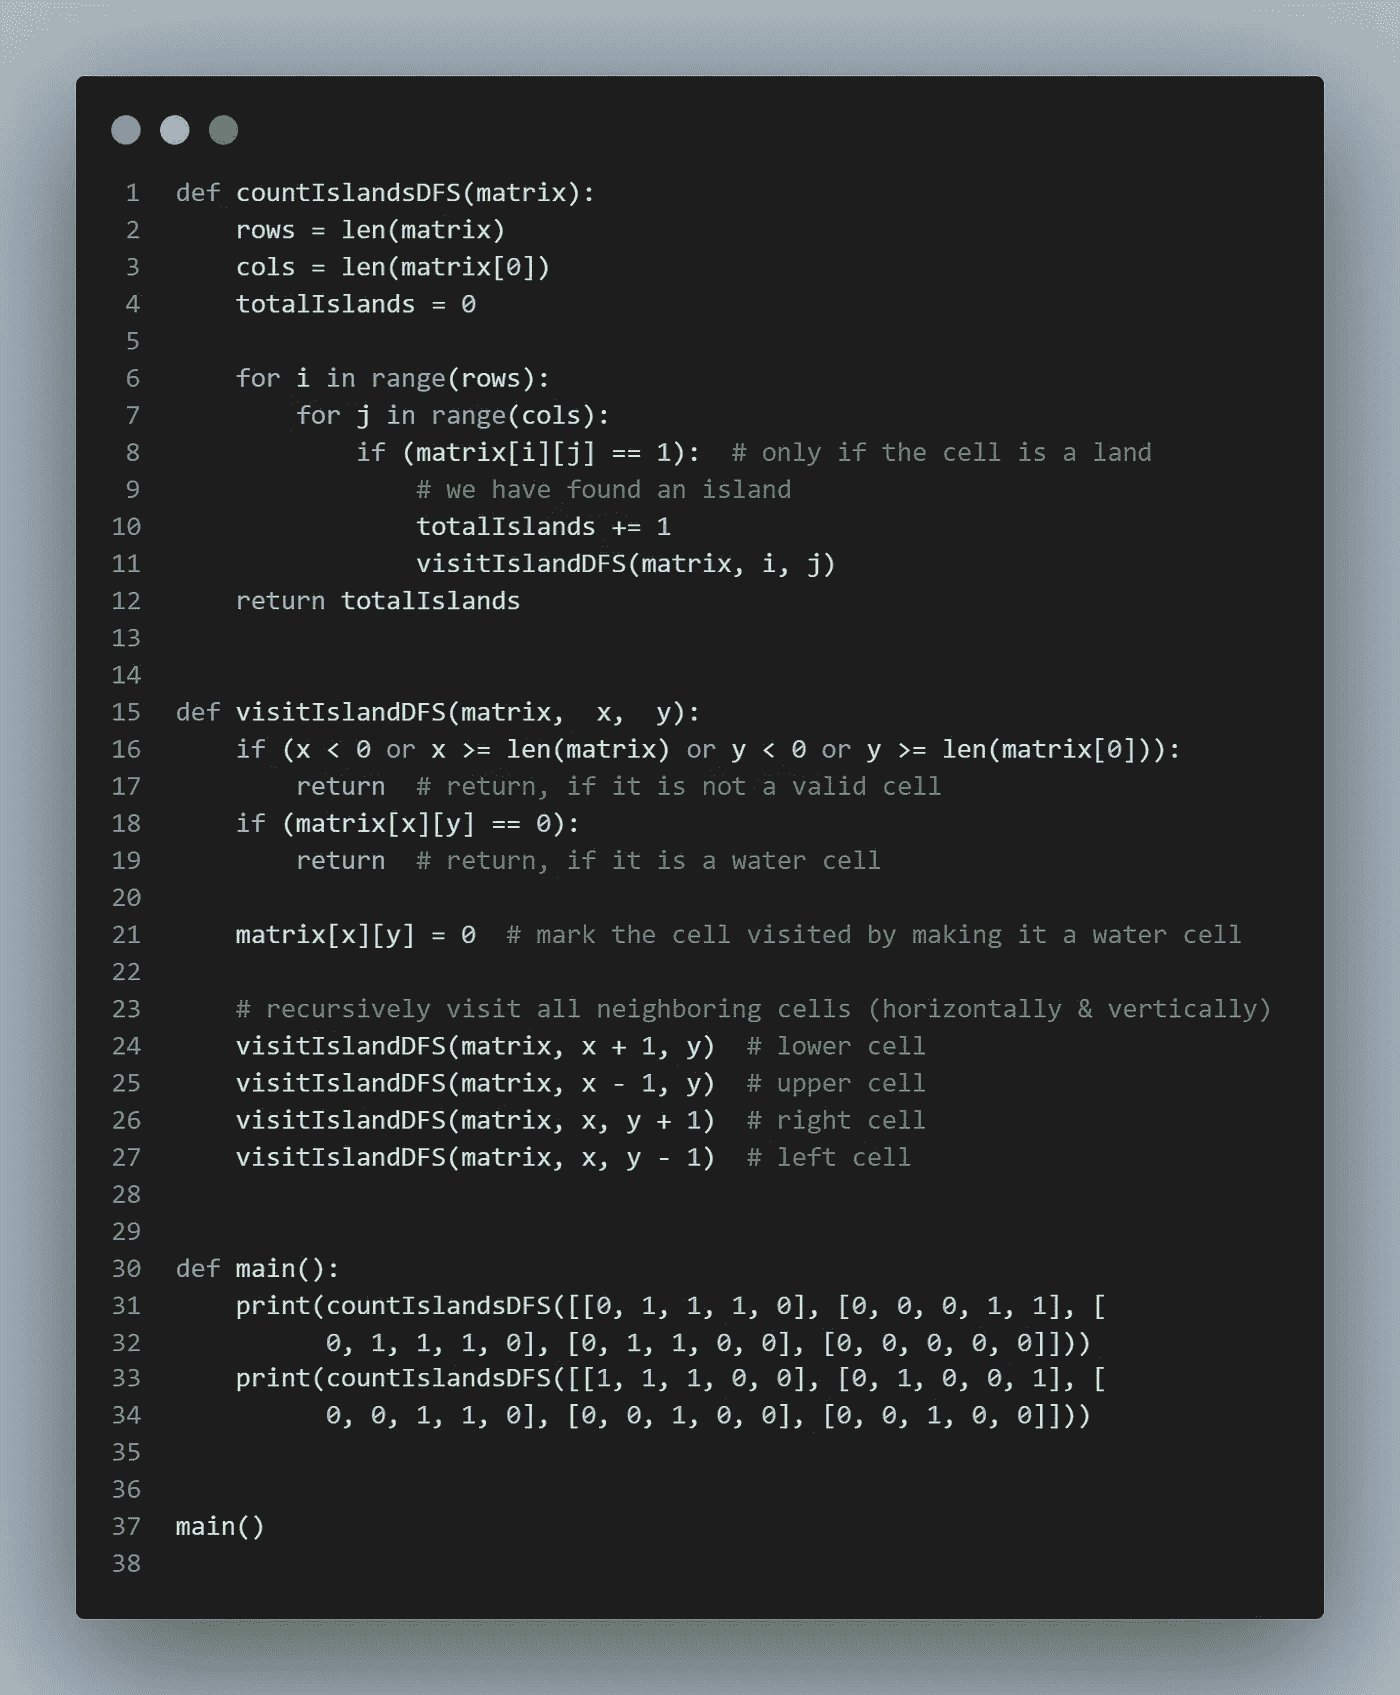 1 def countIslandsDFS(matrix):
2     rows = len(matrix)
3     cols = len(matrix[0])
4     totalIslands = 0
5
6     for i in range(rows):
7         for j in range(cols):
8             if (matrix[i][j] == 1):  # only if the cell is a land
9                 # we have found an island
10                 totalIslands += 1
11                 visitIslandDFS(matrix, i, j)
12     return totalIslands
13
14
15 def visitIslandDFS(matrix,  x,  y):
16     if (x < 0 or x >= len(matrix) or y < 0 or y >= len(matrix[0])):
17         return  # return, if it is not a valid cell
18     if (matrix[x][y] == 0):
19         return  # return, if it is a water cell
20
21     matrix[x][y] = 0  # mark the cell visited by making it a water cell
22
23     # recursively visit all neighboring cells (horizontally & vertically)
24     visitIslandDFS(matrix, x + 1, y)  # lower cell
25     visitIslandDFS(matrix, x - 1, y)  # upper cell
26     visitIslandDFS(matrix, x, y + 1)  # right cell
27     visitIslandDFS(matrix, x, y - 1)  # left cell
28
29
30 def main():
31     print(countIslandsDFS([[0, 1, 1, 1, 0], [0, 0, 0, 1, 1], [
32           0, 1, 1, 1, 0], [0, 1, 1, 0, 0], [0, 0, 0, 0, 0]]))
33     print(countIslandsDFS([[1, 1, 1, 0, 0], [0, 1, 0, 0, 1], [
34           0, 0, 1, 1, 0], [0, 0, 1, 0, 0], [0, 0, 1, 0, 0]]))
35
36
37 main()
38